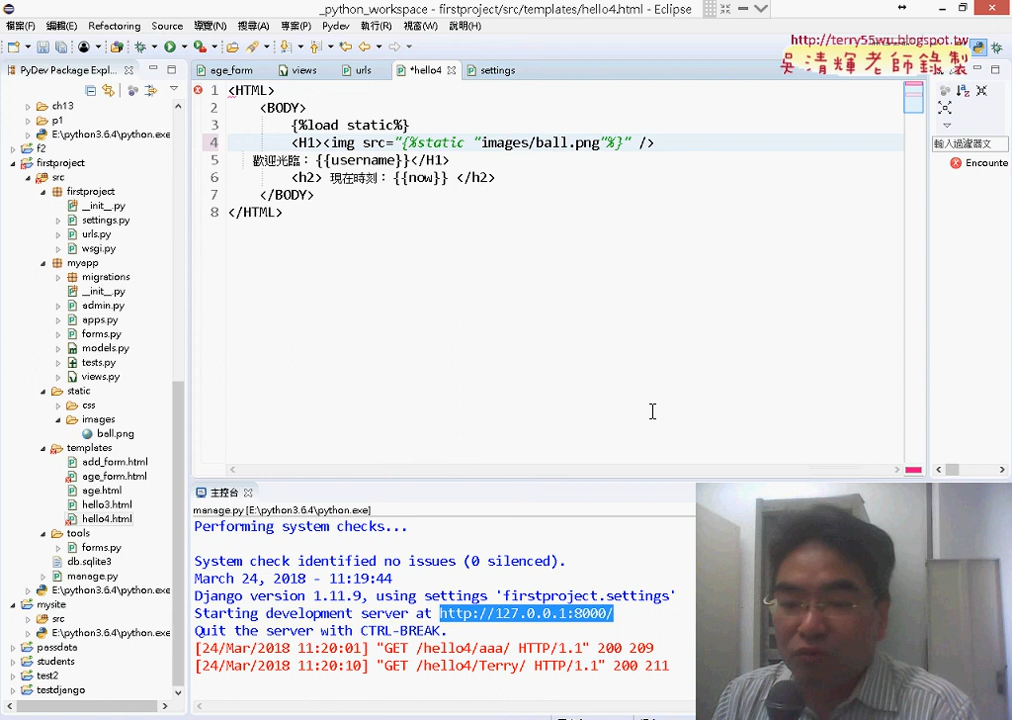 _python_workspace - firstproject/src/templates/hello4.html - Eclipse
檔案(F) 編輯(E) Refactoring Source 導覽(N) 搜尋(A) 專案(P) Pydev 執行(R) 視窗(W) 說明(H)
http://terry55wu.blogspot.tw
吳清輝老師錄製
PyDev Package Expl...
age_form views urls *hello4 settings
ch13
p1
E:\python3.6.4\python.exe
f2
firstproject
src
firstproject
__init__.py
settings.py
urls.py
wsgi.py
myapp
migrations
__init__.py
admin.py
apps.py
forms.py
models.py
tests.py
views.py
static
css
images
ball.png
templates
add_form.html
age_form.html
age.html
hello3.html
hello4.html
tools
forms.py
db.sqlite3
manage.py
E:\python3.6.4\python.exe
mysite
src
E:\python3.6.4\python.exe
passdata
students
test2
testdjango
1 <HTML>
2 <BODY>
3 {%load static%}
4 <H1><img src="{%static "images/ball.png"%}" />
5 歡迎光臨：{{username}}</H1>
6 <h2> 現在時刻：{{now}} </h2>
7 </BODY>
8 </HTML>
輸入過濾器文
Encounte
主控台
manage.py [E:\python3.6.4\python.exe]
Performing system checks...
System check identified no issues (0 silenced).
March 24, 2018 - 11:19:44
Django version 1.11.9, using settings 'firstproject.settings'
Starting development server at http://127.0.0.1:8000/
Quit the server with CTRL-BREAK.
[24/Mar/2018 11:20:01] "GET /hello4/aaa/ HTTP/1.1" 200 209
[24/Mar/2018 11:20:10] "GET /hello4/Terry/ HTTP/1.1" 200 211